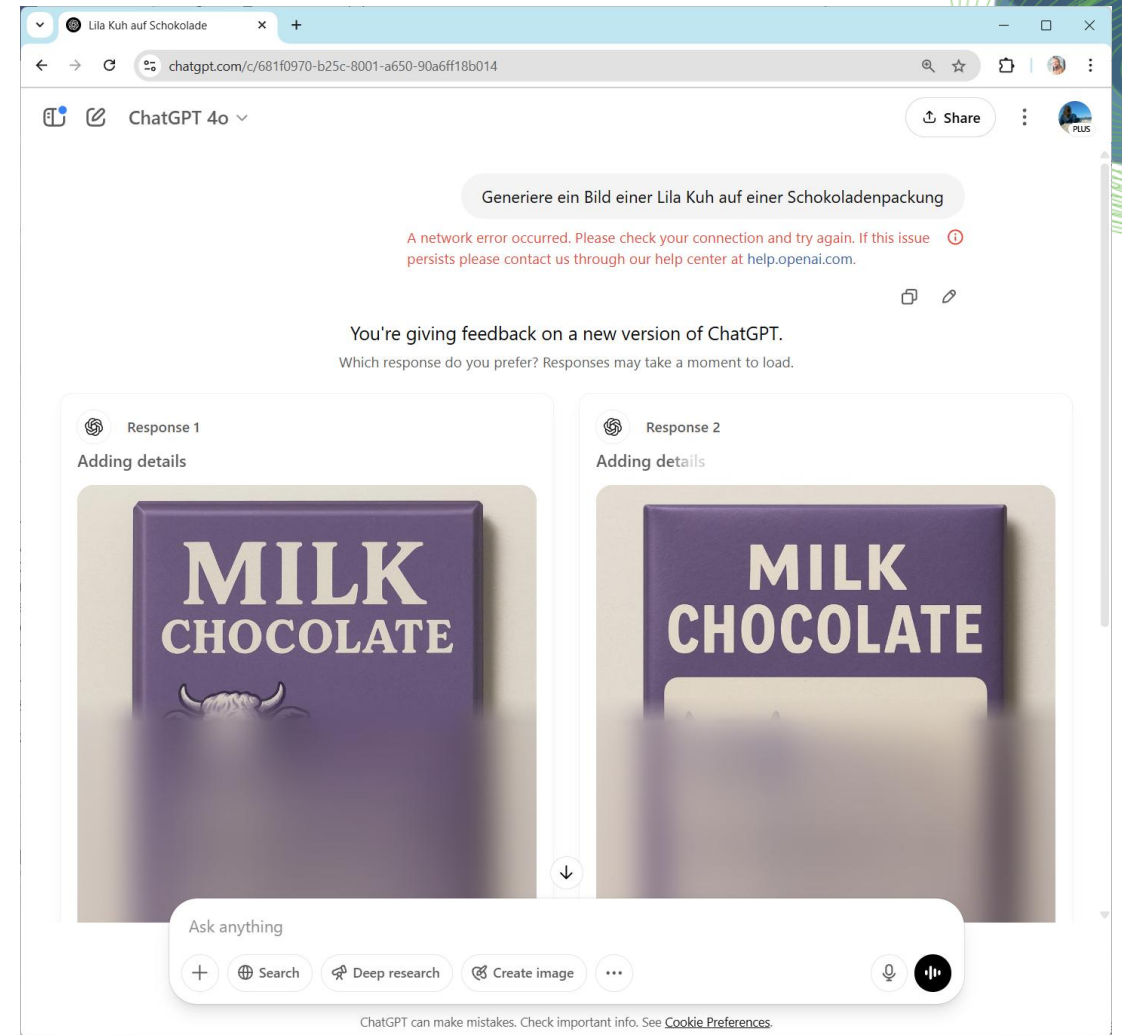 Lila Kuh auf Schokolade
chatgpt.com/c/681f0970-b25c-8001-a650-90a6ff18b014
ChatGPT 4o
Share
PLUS
Generiere ein Bild einer Lila Kuh auf einer Schokoladenpackung
A network error occurred. Please check your connection and try again. If this issue
persists please contact us through our help center at help.openai.com.
You're giving feedback on a new version of ChatGPT.
Which response do you prefer? Responses may take a moment to load.
Response 1
Adding details
MILK
CHOCOLATE
Response 2
Adding details
MILK
CHOCOLATE
Ask anything
Search
Deep research
Create image
ChatGPT can make mistakes. Check important info. See Cookie Preferences.